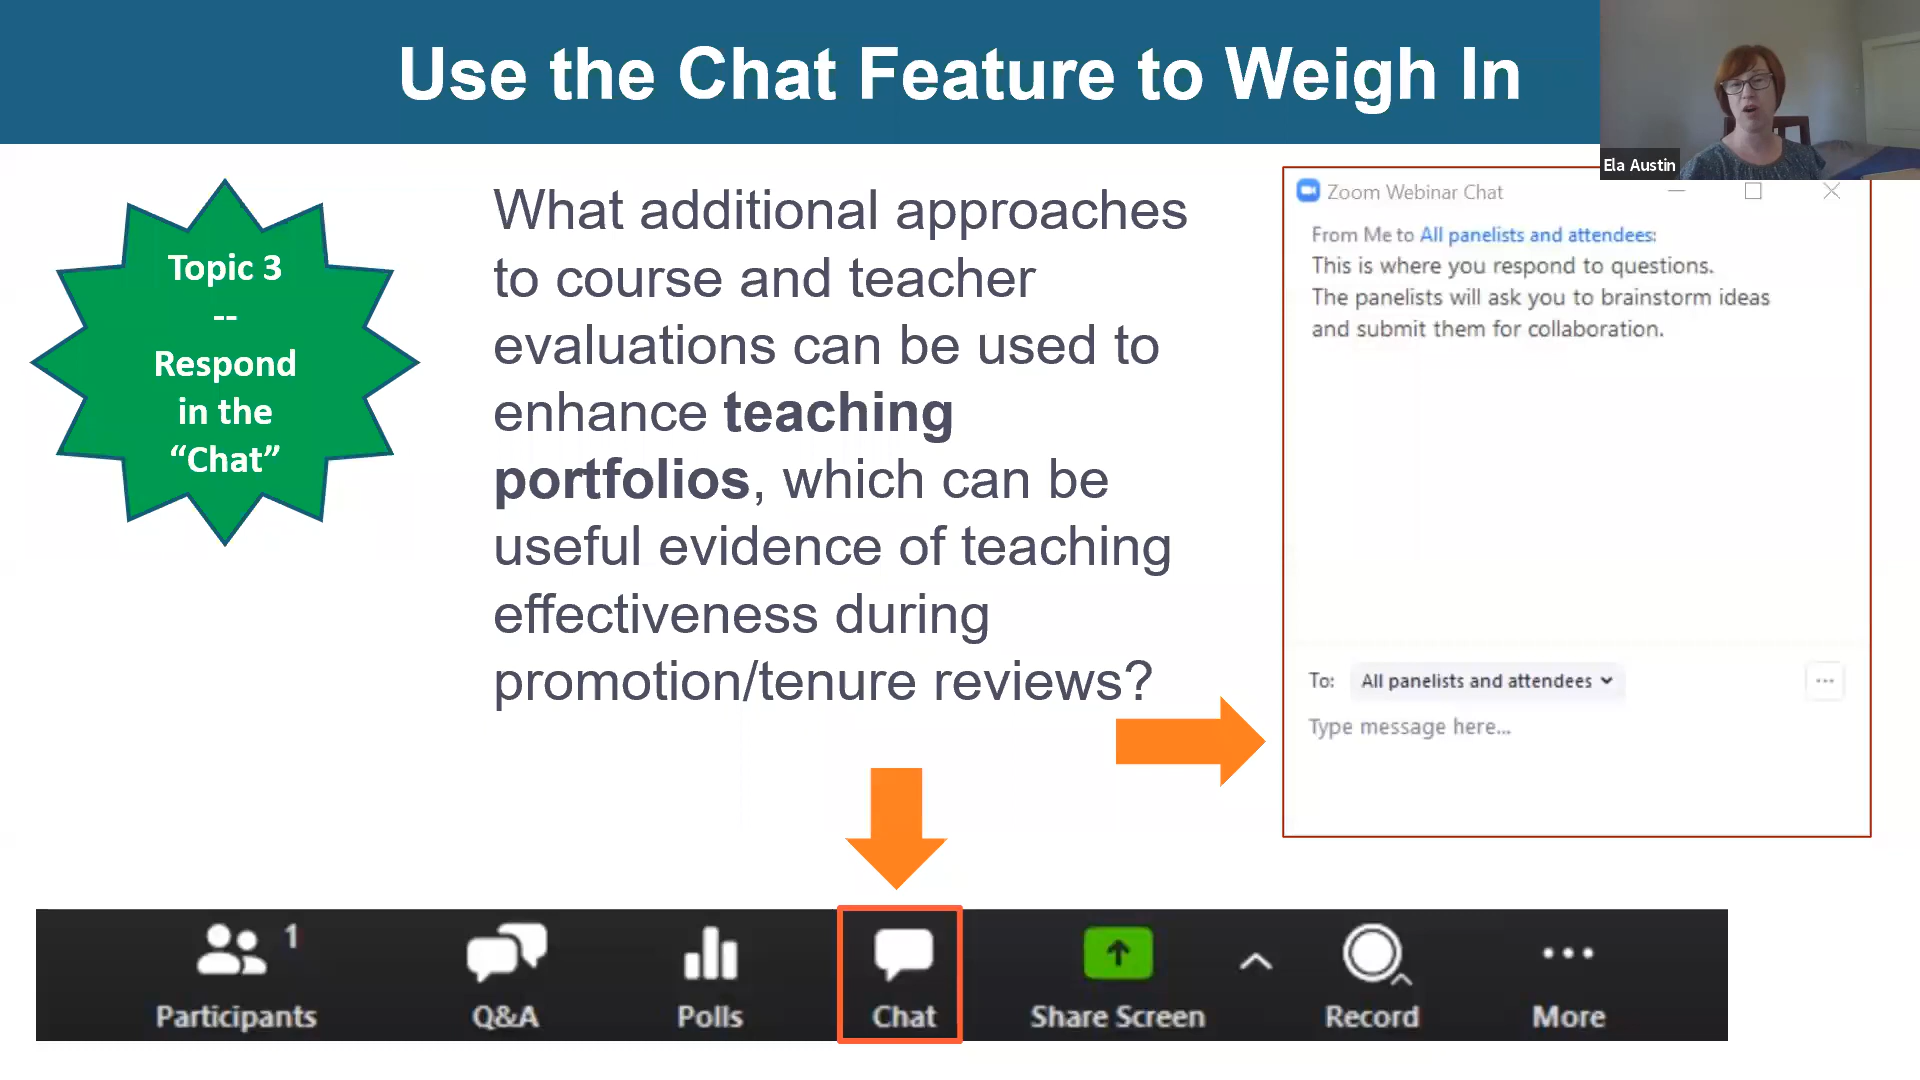 Use the Chat Feature to Weigh In
Ela Austin
Topic 3
--
Respond
in the
“Chat”
What additional approaches
to course and teacher
evaluations can be used to
enhance teaching
portfolios, which can be
useful evidence of teaching
effectiveness during
promotion/tenure reviews?
Zoom Webinar Chat
From Me to All panelists and attendees:
This is where you respond to questions.
The panelists will ask you to brainstorm ideas
and submit them for collaboration.
To: All panelists and attendees
Type message here...
1
Participants
Q&A
Polls
Chat
Share Screen
Record
More